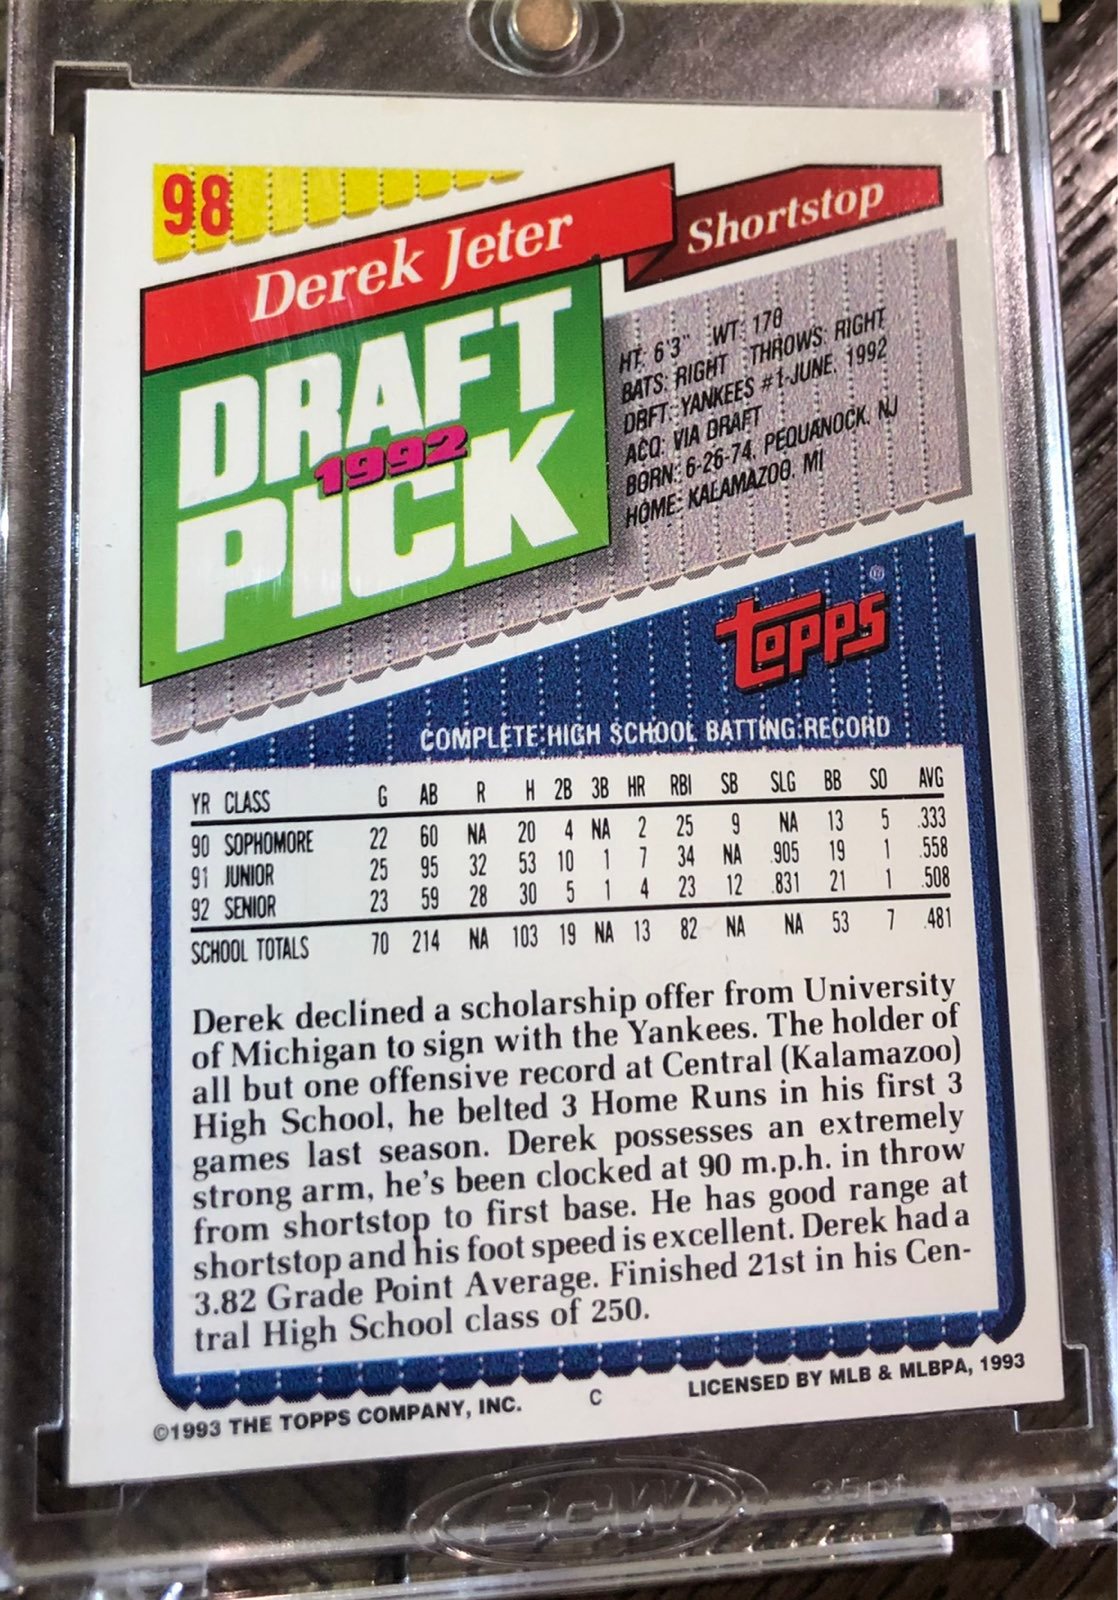 98
Derek Jeter
Shortstop
DRAFT
1992
PICK
HT: 6'3" WT: 170
BATS: RIGHT THROWS: RIGHT
DRFT: YANKEES #1-JUNE, 1992
ACQ: VIA DRAFT
BORN: 6-26-74, PEQUANOCK, NJ
HOME: KALAMAZOO, MI
Topps®
COMPLETE HIGH SCHOOL BATTING RECORD
YR CLASS G AB R H 2B 3B HR RBI SB SLG BB SO AVG
90 SOPHOMORE 22 60 NA 20 4 NA 2 25 9 NA 13 5 .333
91 JUNIOR 25 95 32 53 10 1 7 34 NA .905 19 1 .558
92 SENIOR 23 59 28 30 5 1 4 23 12 .831 21 1 .508
SCHOOL TOTALS 70 214 NA 103 19 NA 13 82 NA NA 53 7 .481
Derek declined a scholarship offer from University
of Michigan to sign with the Yankees. The holder of
all but one offensive record at Central (Kalamazoo)
High School, he belted 3 Home Runs in his first 3
games last season. Derek possesses an extremely
strong arm, he's been clocked at 90 m.p.h. in throw
from shortstop to first base. He has good range at
shortstop and his foot speed is excellent. Derek had a
3.82 Grade Point Average. Finished 21st in his Cen-
tral High School class of 250.
©1993 THE TOPPS COMPANY, INC. C LICENSED BY MLB & MLBPA, 1993
BCW 35pt